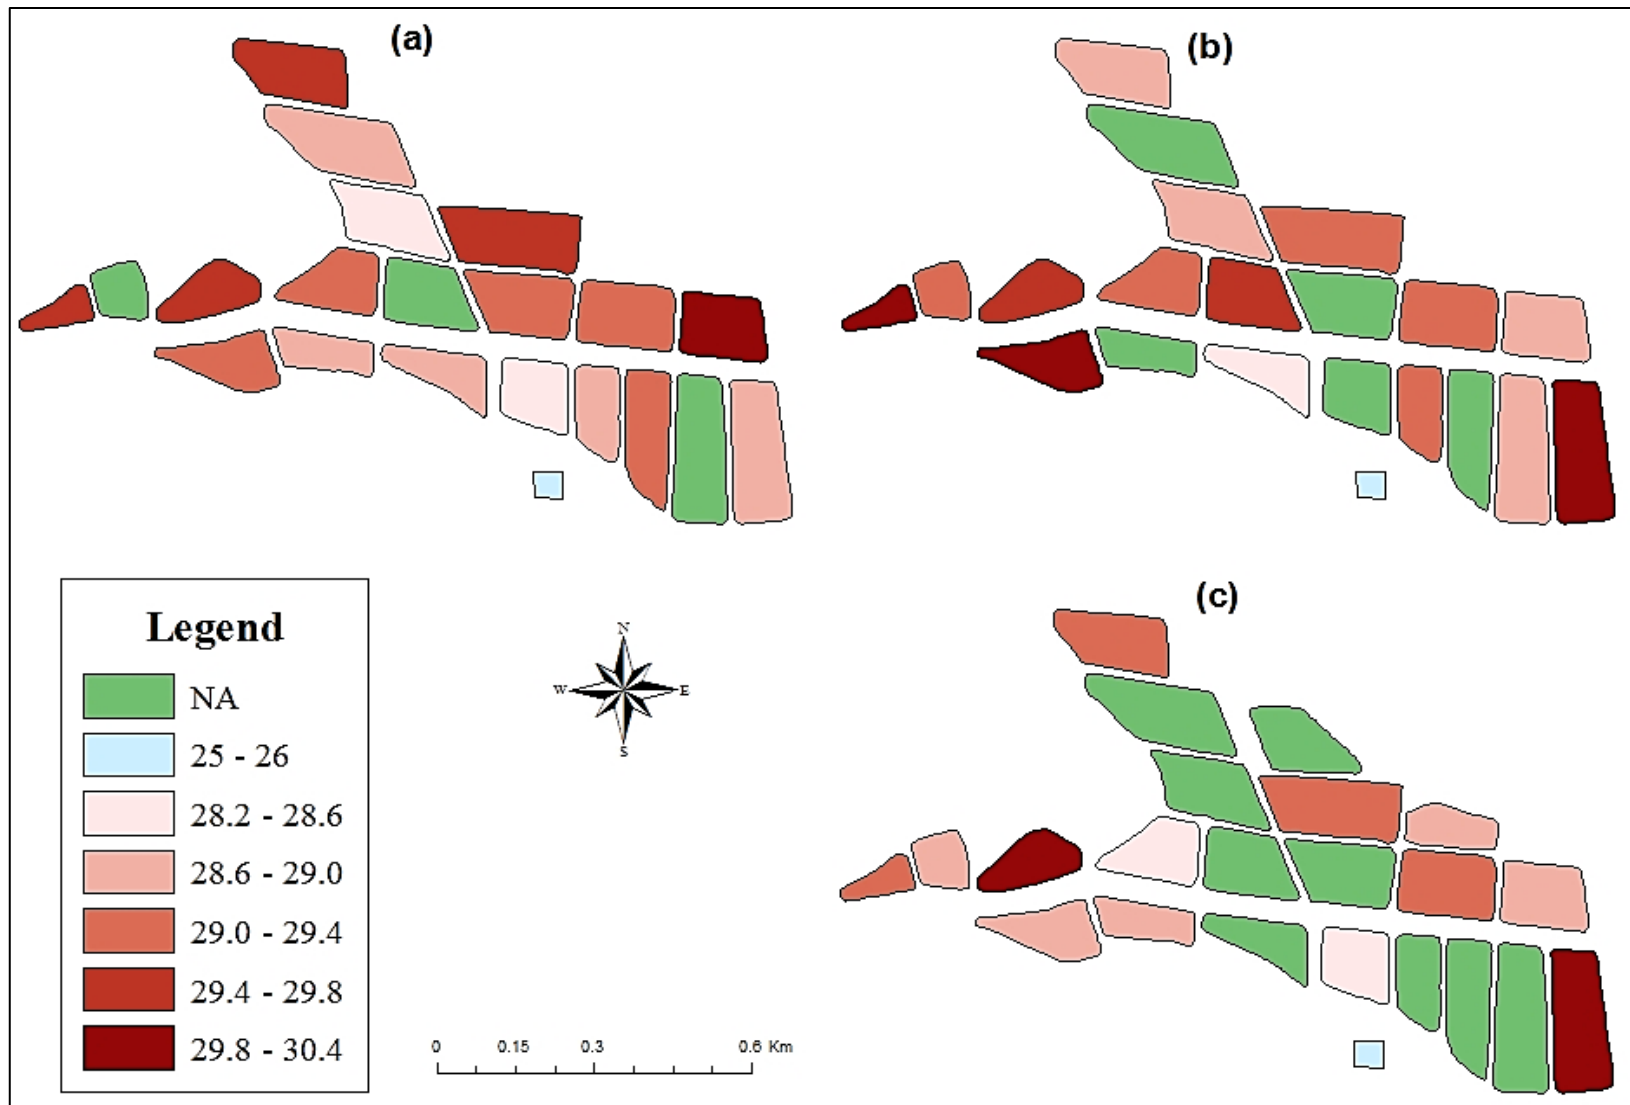 (a)
(b)
(c)
Legend
NA
25 - 26
28.2 - 28.6
28.6 - 29.0
29.0 - 29.4
29.4 - 29.8
29.8 - 30.4
N
W E
S
0 0.15 0.3 0.6 Km